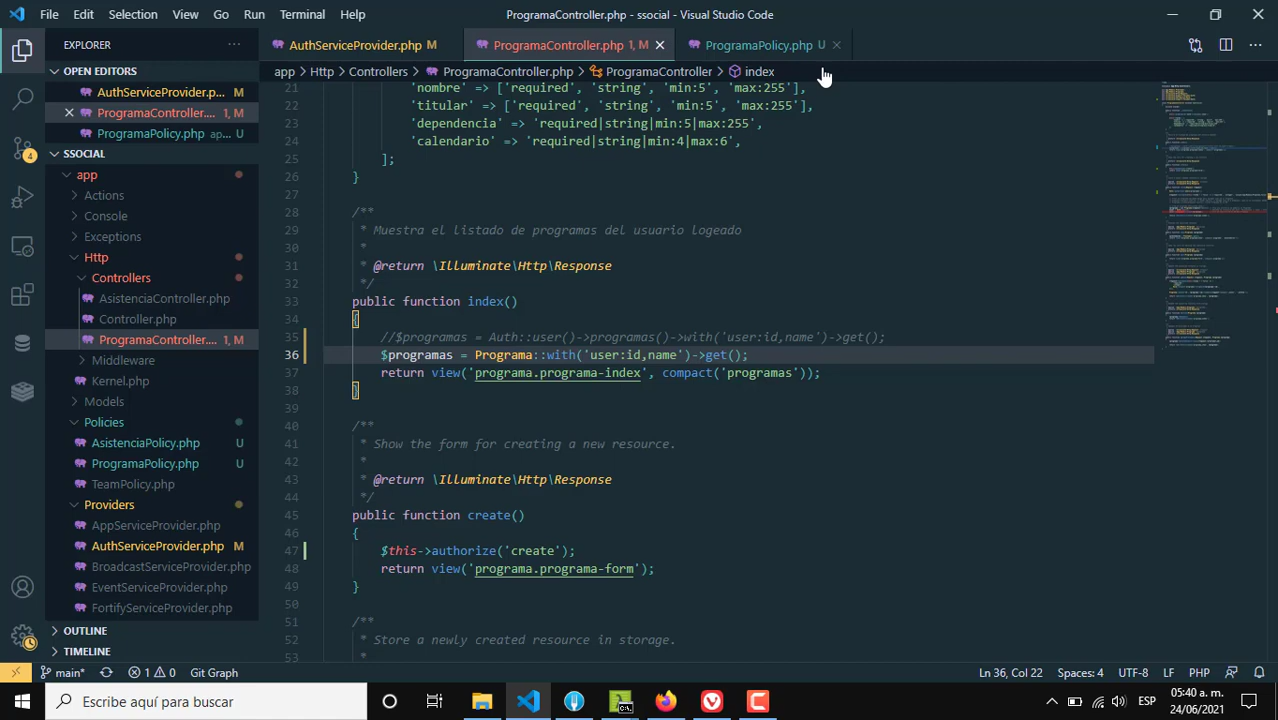 File Edit Selection View Go Run Terminal Help ProgramaController.php - ssocial - Visual Studio Code
EXPLORER
AuthServiceProvider.php M ProgramaController.php 1, M ProgramaPolicy.php U
OPEN EDITORS
app > Http > Controllers > ProgramaController.php > ProgramaController > index
AuthServiceProvider.p... M
ProgramaController.... 1, M
ProgramaPolicy.php apa... U
SSOCIAL
app
Actions
Console
Exceptions
Http
Controllers
AsistenciaController.php
Controller.php
ProgramaController.... 1, M
Middleware
Kernel.php
Models
Policies
AsistenciaPolicy.php U
ProgramaPolicy.php U
TeamPolicy.php
Providers
AppServiceProvider.php
AuthServiceProvider.php M
BroadcastServiceProvider.php
EventServiceProvider.php
FortifyServiceProvider.php
OUTLINE
TIMELINE
21 'nombre' => ['required', 'string', 'min:5', 'max:255'],
22 'titular' => ['required', 'string', 'min:5', 'max:255'],
23 'dependencia' => 'required|string|min:5|max:255',
24 'calendario' => 'required|string|min:4|max:6',
25 ];
26 }
27
28 /**
29 * Muestra el listado de programas del usuario logeado
30 *
31 * @return \Illuminate\Http\Response
32 */
33 public function index()
34 {
35 //$programas = Auth::user()->programas()->with('user:id,name')->get();
36 $programas = Programa::with('user:id,name')->get();
37 return view('programa.programa-index', compact('programas'));
38 }
39
40 /**
41 * Show the form for creating a new resource.
42 *
43 * @return \Illuminate\Http\Response
44 */
45 public function create()
46 {
47 $this->authorize('create');
48 return view('programa.programa-form');
49 }
50
51 /**
52 * Store a newly created resource in storage.
53 *
4
main* 1 0 Git Graph Ln 36, Col 22 Spaces: 4 UTF-8 LF PHP
Escribe aquí para buscar
ESP
05:40 a. m.
24/06/2021